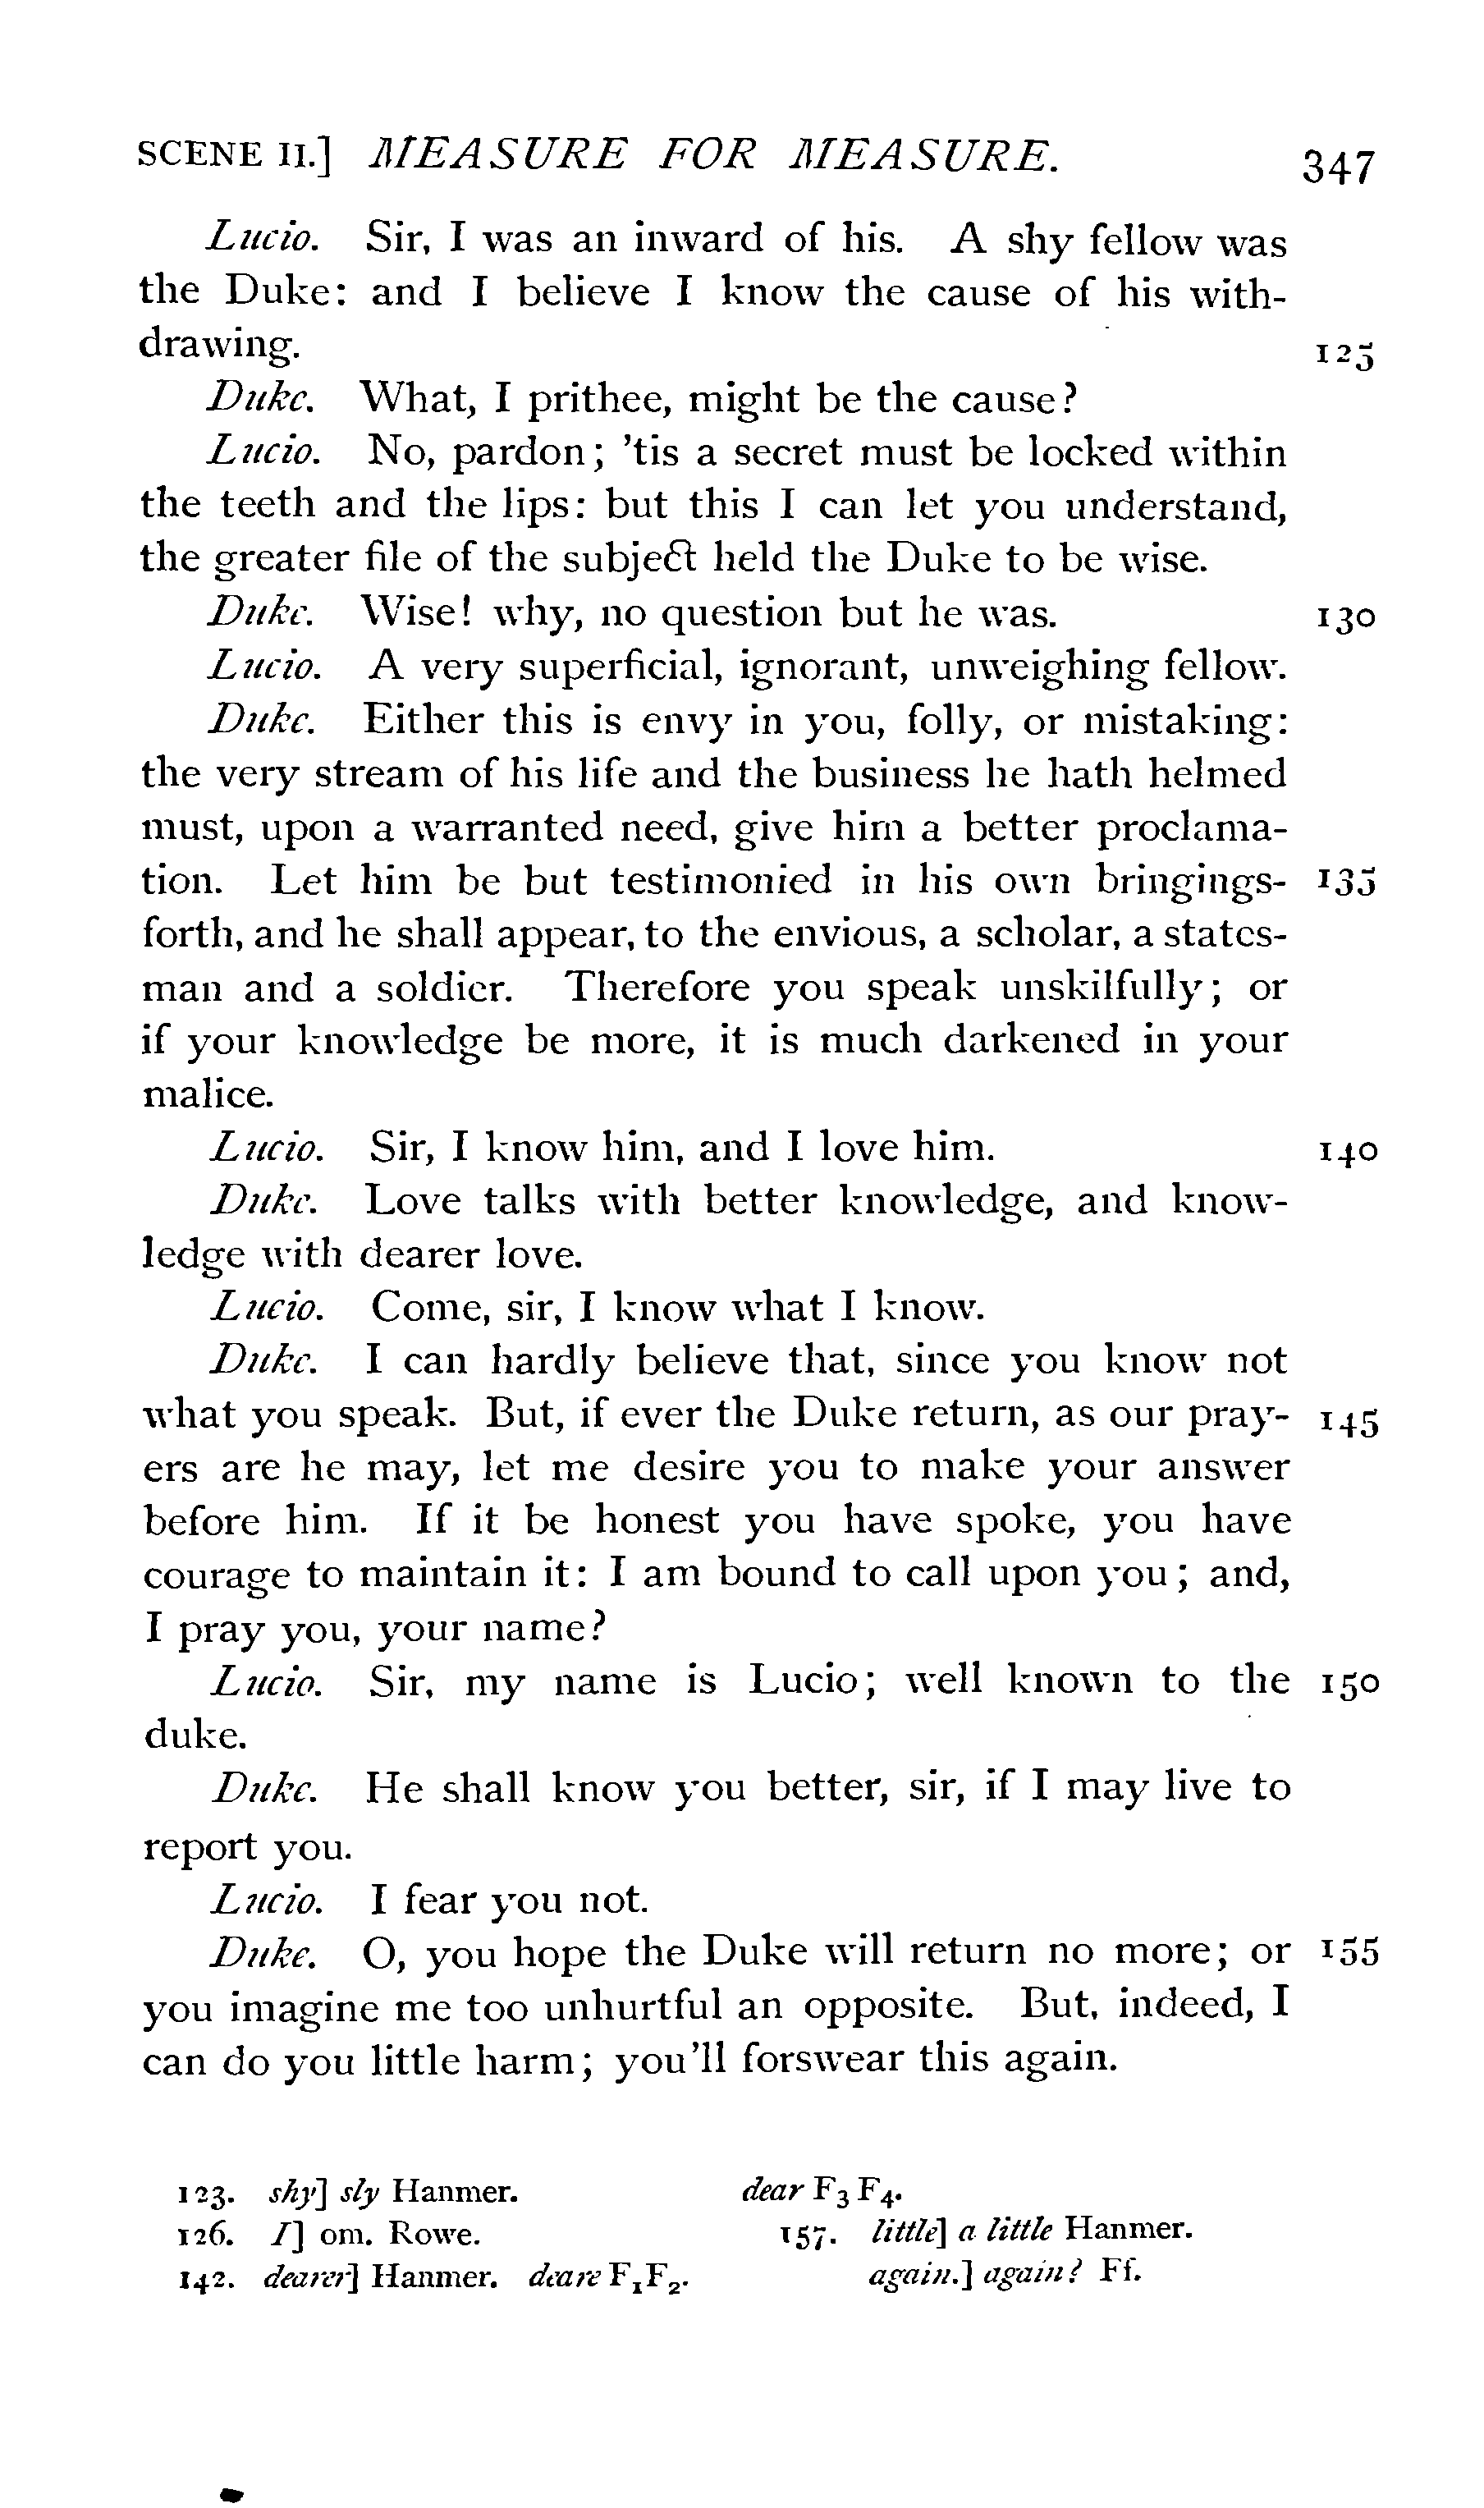 SCENE II.] MEASURE FOR MEASURE. 347
Lucio. Sir, I was an inward of his. A shy fellow was
the Duke: and I believe I know the cause of his with-
drawing. 125
Duke. What, I prithee, might be the cause?
Lucio. No, pardon; 'tis a secret must be locked within
the teeth and the lips: but this I can let you understand,
the greater file of the subject held the Duke to be wise.
Duke. Wise! why, no question but he was. 130
Lucio. A very superficial, ignorant, unweighing fellow.
Duke. Either this is envy in you, folly, or mistaking:
the very stream of his life and the business he hath helmed
must, upon a warranted need, give him a better proclama-
tion. Let him be but testimonied in his own bringings- 135
forth, and he shall appear, to the envious, a scholar, a states-
man and a soldier. Therefore you speak unskilfully; or
if your knowledge be more, it is much darkened in your
malice.
Lucio. Sir, I know him, and I love him. 140
Duke. Love talks with better knowledge, and know-
ledge with dearer love.
Lucio. Come, sir, I know what I know.
Duke. I can hardly believe that, since you know not
what you speak. But, if ever the Duke return, as our pray- 145
ers are he may, let me desire you to make your answer
before him. If it be honest you have spoke, you have
courage to maintain it: I am bound to call upon you; and,
I pray you, your name?
Lucio. Sir, my name is Lucio; well known to the 150
duke.
Duke. He shall know you better, sir, if I may live to
report you.
Lucio. I fear you not.
Duke. O, you hope the Duke will return no more; or 155
you imagine me too unhurtful an opposite. But, indeed, I
can do you little harm; you'll forswear this again.
123. shy] sly Hanmer.
126. I] om. Rowe.
142. dearer] Hanmer. deare F1F2.
dear F3 F4.
157. little] a little Hanmer.
again.] again? Ff.